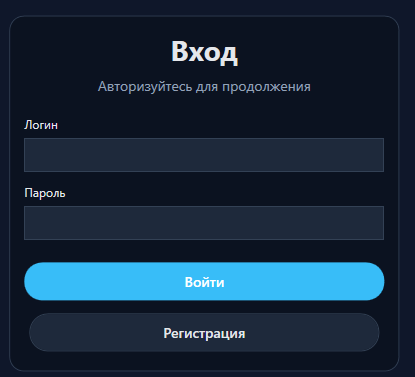 Вход
Авторизуйтесь для продолжения
Логин
Пароль
Войти
Регистрация